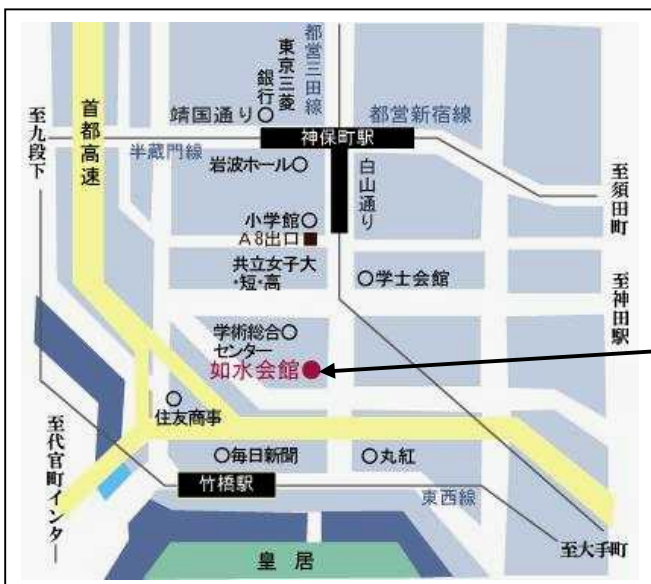 都営三田線
東京三菱
銀行
首都高速
至九段下
靖国通り
都営新宿線
神保町駅
半蔵門線
岩波ホール
白山通り
至須田町
小学館
A8出口
共立女子大
・短・高
学士会館
至神田駅
学術総合
センター
如水会館
住友商事
至代官町インター
毎日新聞
丸紅
竹橋駅
東西線
至大手町
皇居